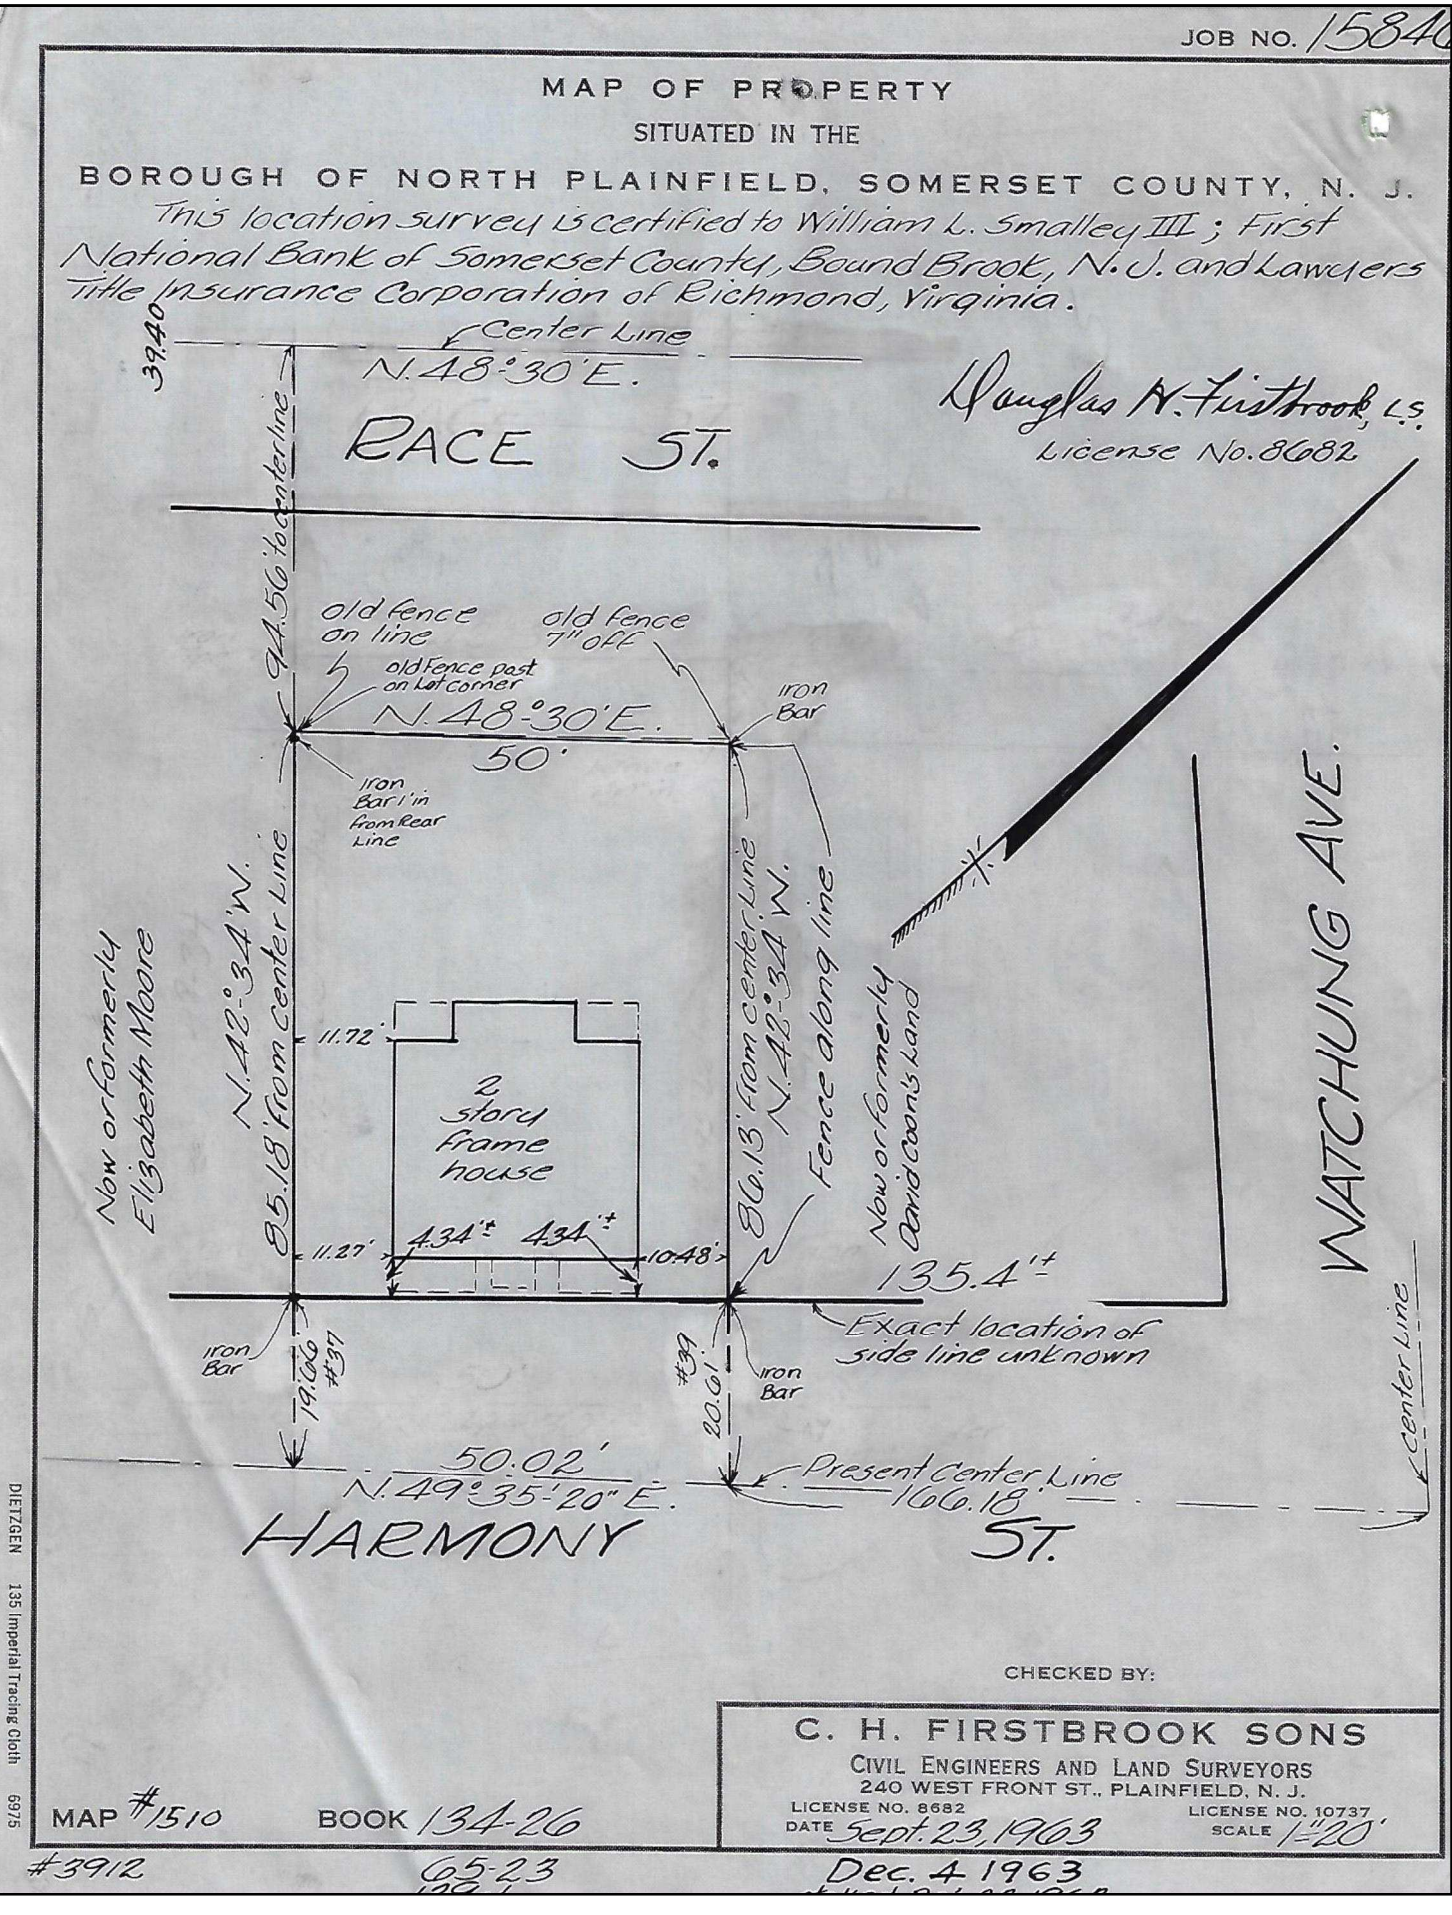 JOB NO. 15840
MAP OF PROPERTY
SITUATED IN THE
BOROUGH OF NORTH PLAINFIELD, SOMERSET COUNTY, N. J.
This location survey is certified to William L. Smalley III ; First
National Bank of Somerset County, Bound Brook, N.J. and Lawyers
Title Insurance Corporation of Richmond, Virginia.
39.40
Center Line
N.48°30'E.
RACE ST.
Douglas H. Firstbrook, L.S.
License No. 8682
94.56 to centerline
old fence
on line
old fence
7" off
old Fence post
on Lot corner
N.48°30'E.
50'
Iron
Bar
Iron
Bar 1' in
from Rear
Line
Now or formerly
Elizabeth Moore
N.42°34'W.
85.18' from center Line
11.72'
2
story
frame
house
86.13' from center Line
N.42°34'W.
Fence along line
Now or formerly
David Coon's Land
WATCHUNG AVE.
11.27'
4.34'±
4.34'±
10.48'
135.4'±
Exact location of
side line unknown
Iron
Bar
19.66'
#37
#39
20.61'
Iron
Bar
center Line
50.02'
N.49°35'20"E.
Present Center Line
166.18
HARMONY ST.
CHECKED BY:
C. H. FIRSTBROOK SONS
CIVIL ENGINEERS AND LAND SURVEYORS
240 WEST FRONT ST., PLAINFIELD, N. J.
LICENSE NO. 8682 LICENSE NO. 10737
DATE Sept. 23, 1963 SCALE 1"=20'
MAP #1510 BOOK 134-26
#3912 65-23 Dec. 4 1963
DIETZGEN 135 Imperial Tracing Cloth 6975